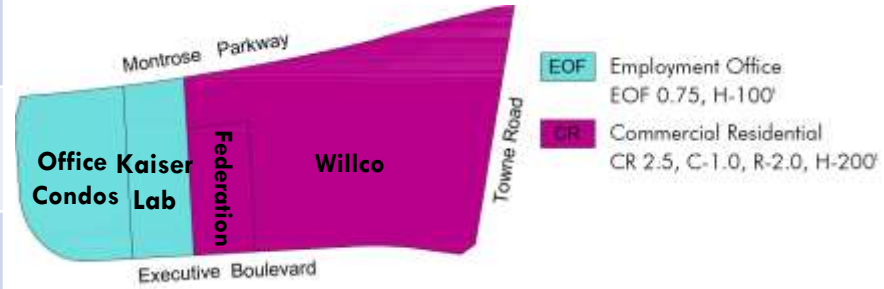 Montrose Parkway
EOF Employment Office
EOF 0.75, H-100'
CR Commercial Residential
CR 2.5, C-1.0, R-2.0, H-200'
Office
Condos
Kaiser
Lab
Federation
Willco
Towne Road
Executive Boulevard